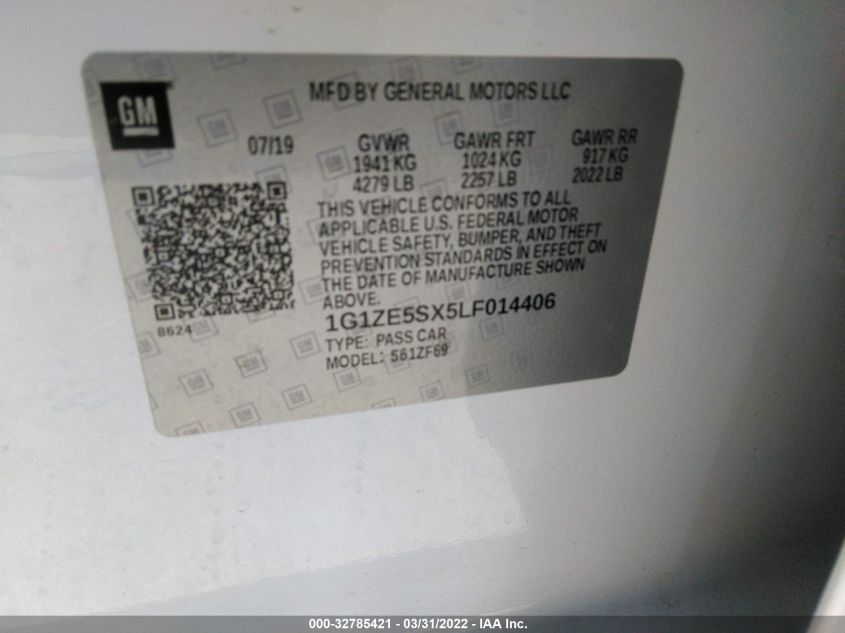 GM
®
MFD BY GENERAL MOTORS LLC
07/19 GVWR GAWR FRT GAWR RR
1941 KG 1024 KG 917 KG
4279 LB 2257 LB 2022 LB
THIS VEHICLE CONFORMS TO ALL
APPLICABLE U.S. FEDERAL MOTOR
VEHICLE SAFETY, BUMPER, AND THEFT
PREVENTION STANDARDS IN EFFECT ON
THE DATE OF MANUFACTURE SHOWN
ABOVE.
8624
1G1ZE5SX5LF014406
TYPE: PASS CAR
MODEL: 561ZF69
000-32785421 - 03/31/2022 - IAA Inc.